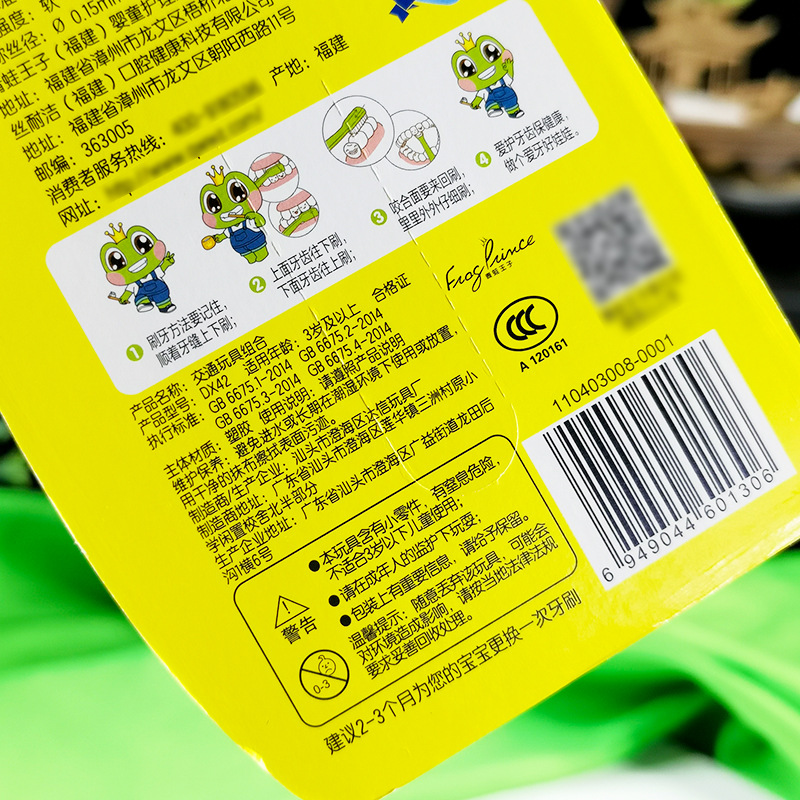 强度：软
丝径：Ø 0.15mm
青蛙王子（福建）婴童护理
地址：福建省漳州市龙文区梧桥北
丝耐洁（福建）口腔健康科技有限公司
地址：福建省漳州市龙文区朝阳西路11号
邮编：363005 产地：福建
消费者服务热线：
网址：
1 刷牙方法要记住，
顺着牙缝上下刷；
2 上面牙齿往下刷，
下面牙齿往上刷；
3 咬合面要来回刷，
里里外外仔细刷；
4 爱护牙齿保健康，
做个爱牙好娃娃。
Frog Prince
青蛙王子
CCC
A 120161
产品名称：交通玩具组合 合格证
产品型号：DX42 适用年龄：3岁及以上
执行标准：GB 6675.1-2014 GB 6675.2-2014
GB 6675.3-2014 GB 6675.4-2014
主体材质：塑胶 使用说明：请遵照产品说明
维护保养：避免进水或长期在潮湿环境下使用或放置，
用干净的抹布擦拭表面污迹。
制造商/生产企业：汕头市澄海区达信玩具厂
制造商地址：广东省汕头市澄海区莲华镇三洲村原小
学闲置校舍北半部分
生产企业地址：广东省汕头市澄海区广益街道龙田后
沟1横6号
警告
0-3
●本玩具含有小零件，有窒息危险，
不适合3岁以下儿童使用；
●请在成年人的监护下玩耍；
●包装上有重要信息，请给予保留。
温馨提示：随意丢弃该玩具，可能会
对环境造成影响，请按当地法律法规
要求妥善回收处理。
建议2-3个月为您的宝宝更换一次牙刷
110403008-0001
6 949044 601306